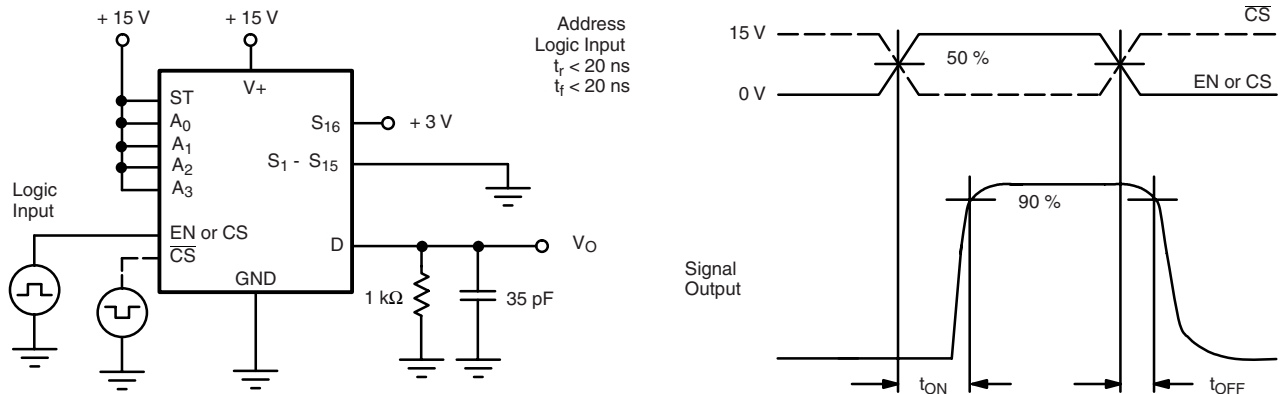 + 15 V
+ 15 V
V+
ST
A0
A1
A2
A3
S16
+ 3 V
S1 - S15
Logic
Input
EN or CS
CS
D
VO
GND
1 kΩ
35 pF
Address
Logic Input
tr < 20 ns
tf < 20 ns
CS
15 V
50 %
0 V
EN or CS
90 %
Signal
Output
tON
tOFF